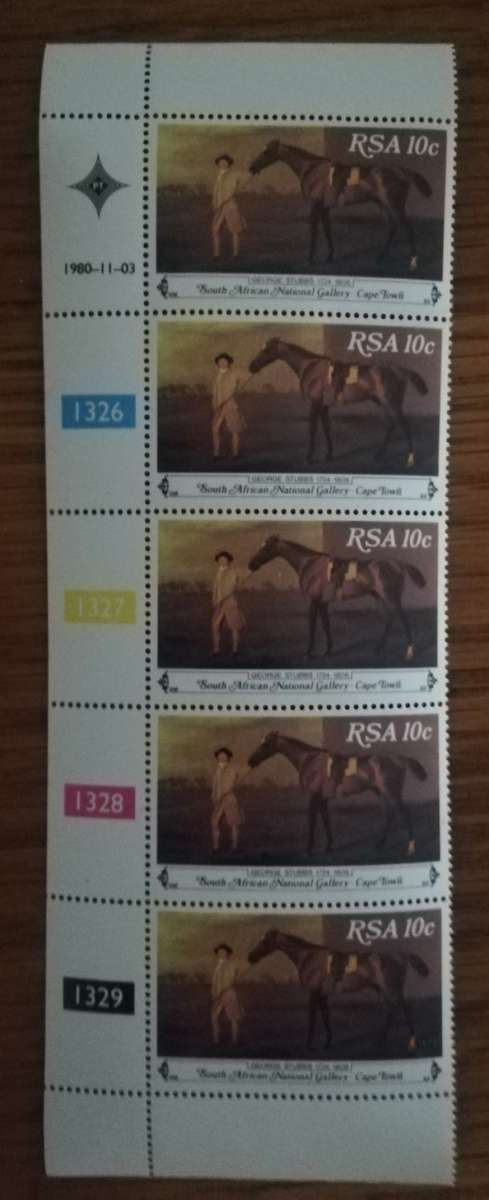 PT
1980-11-03
RSA 10c
GEORGE STUBBS 1724-1806
South African National Gallery Cape Town
1326
RSA 10c
GEORGE STUBBS 1724-1806
South African National Gallery Cape Town
1327
RSA 10c
GEORGE STUBBS 1724-1806
South African National Gallery Cape Town
1328
RSA 10c
GEORGE STUBBS 1724-1806
South African National Gallery Cape Town
1329
RSA 10c
GEORGE STUBBS 1724-1806
South African National Gallery Cape Town